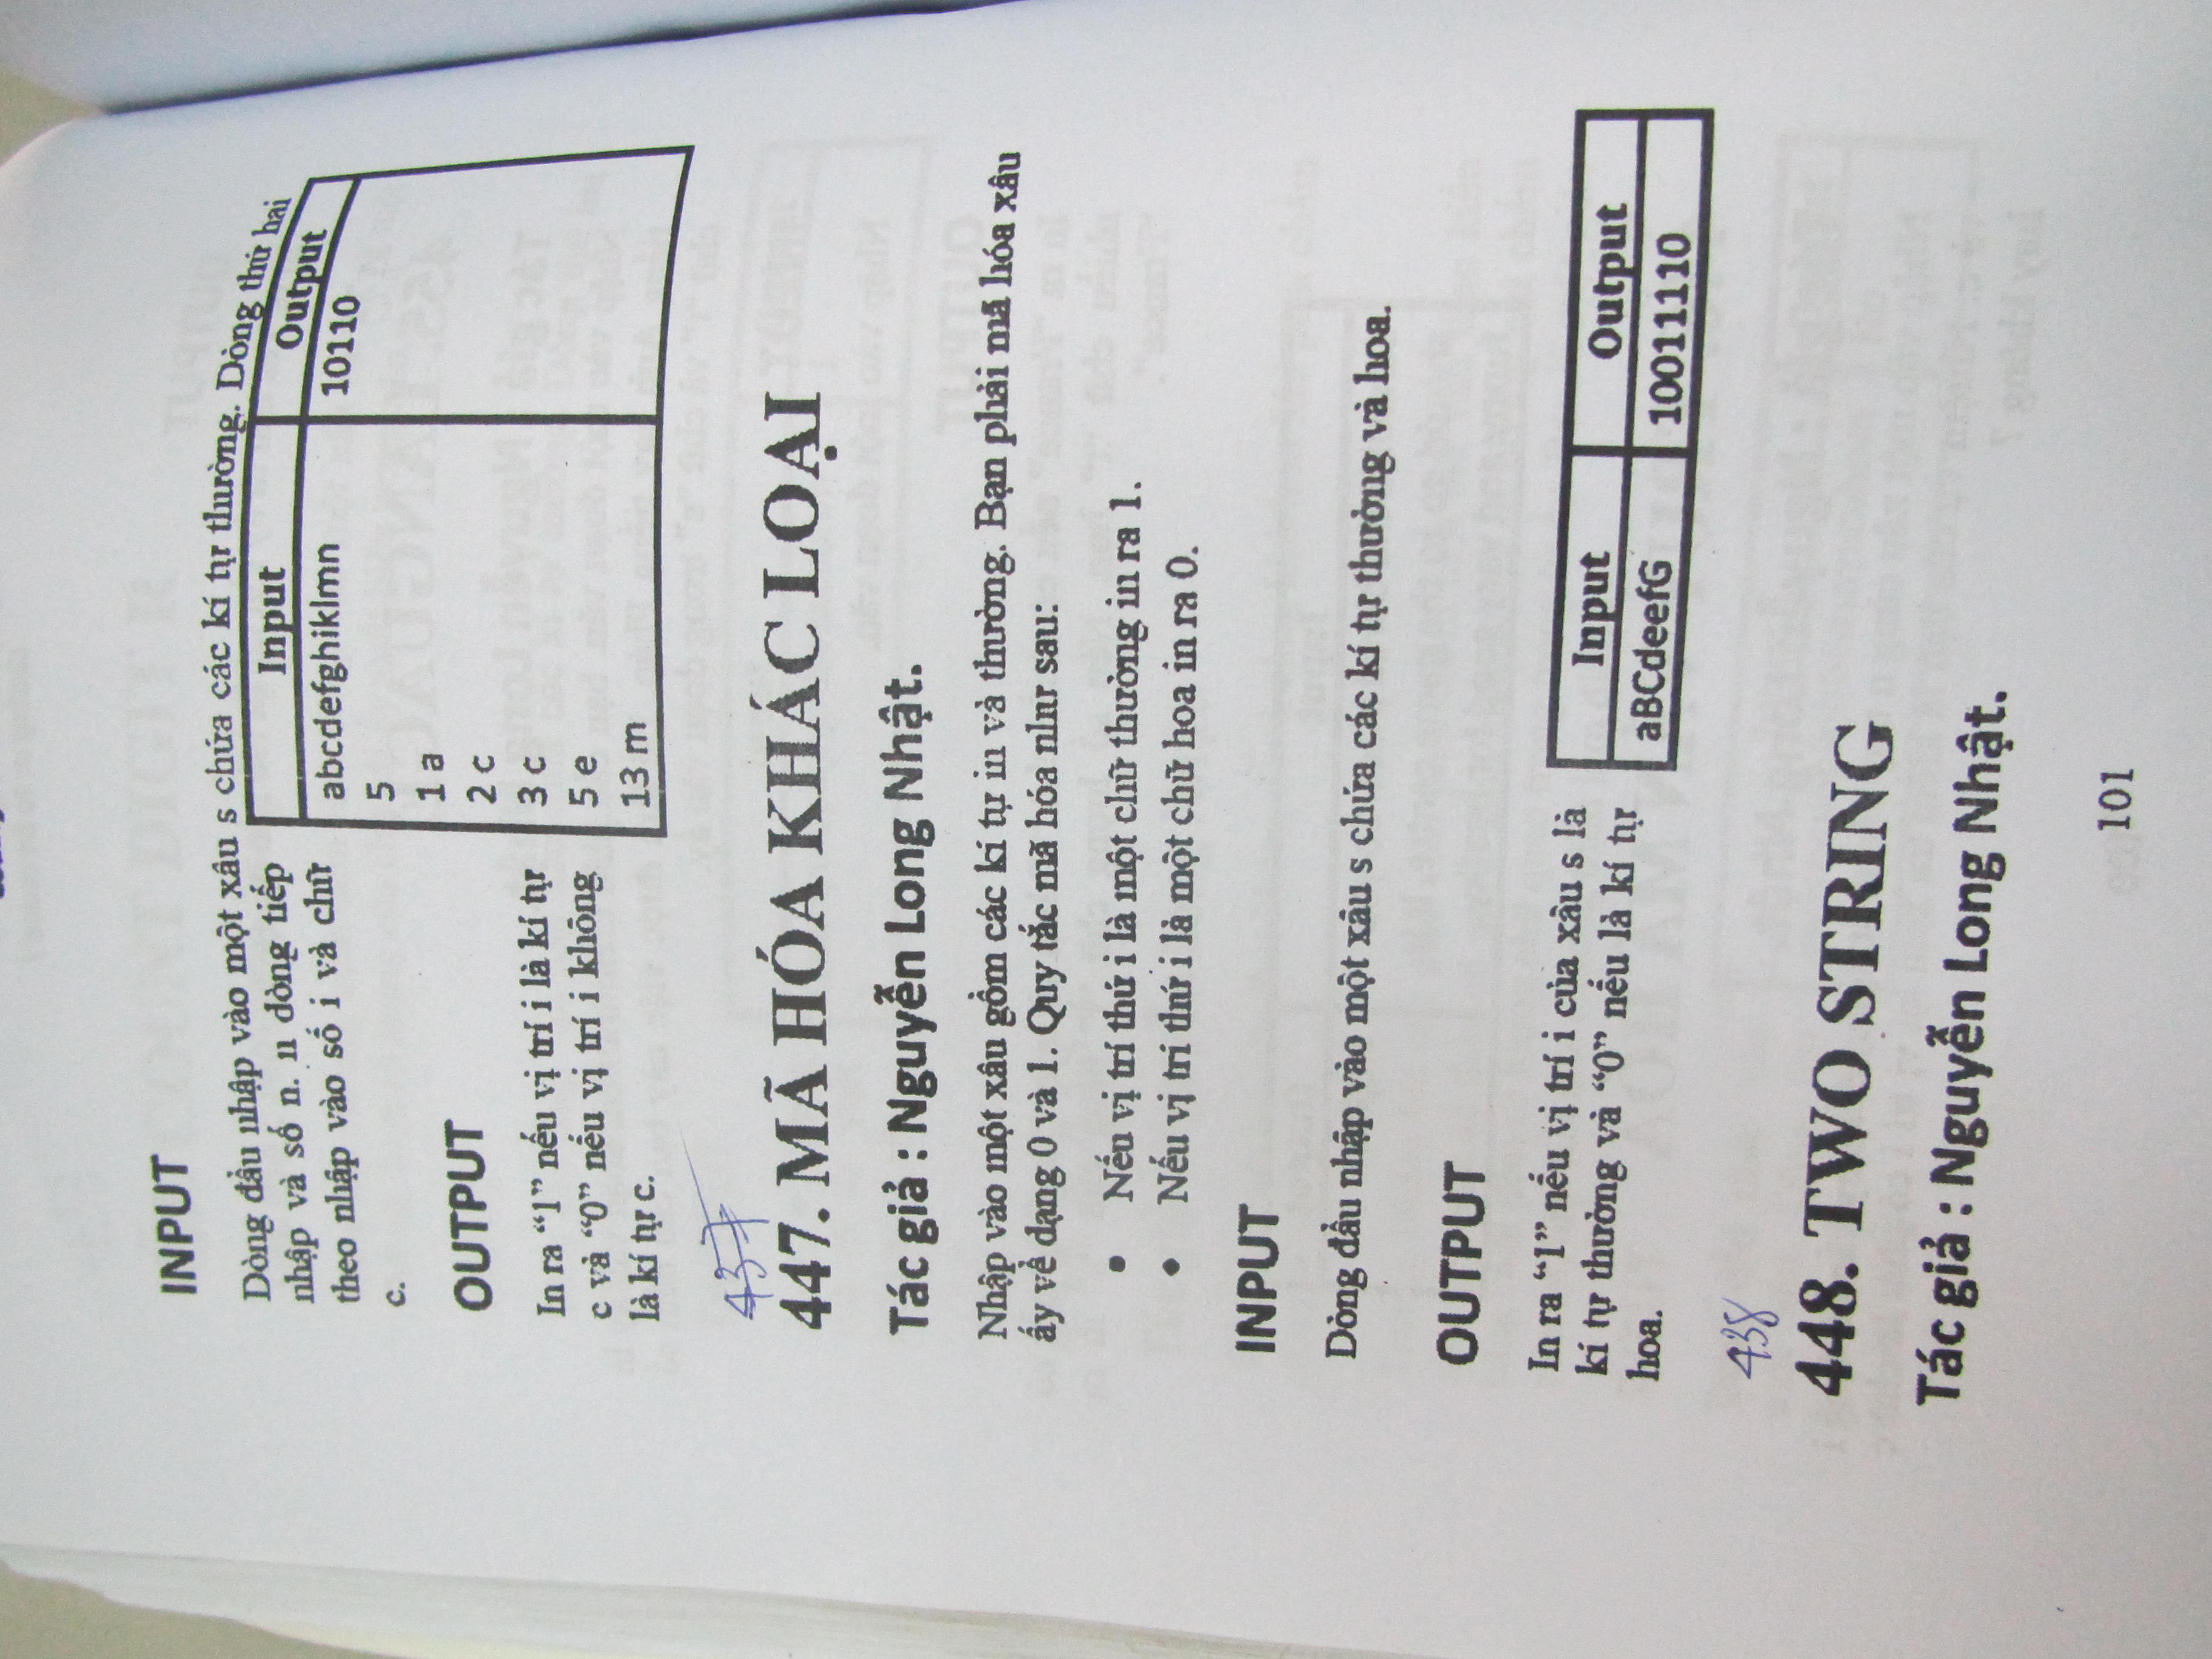 INPUT
Dòng đầu nhập vào một xâu s chứa các kí tự thường. Dòng thứ hai
nhập và số n. n dòng tiếp
theo nhập vào số i và chữ
c.
Input Output
abcdefghiklmn 10110
5
1 a
2 c
3 c
5 e
13 m
OUTPUT
In ra “1” nếu vị trí i là kí tự
c và “0” nếu vị trí i không
là kí tự c.
437
447. MÃ HÓA KHÁC LOẠI
Tác giả : Nguyễn Long Nhật.
Nhập vào một xâu gồm các kí tự in và thường. Bạn phải mã hóa xâu
ấy về dạng 0 và 1. Quy tắc mã hóa như sau:
• Nếu vị trí thứ i là một chữ thường in ra 1.
• Nếu vị trí thứ i là một chữ hoa in ra 0.
INPUT
Dòng đầu nhập vào một xâu s chứa các kí tự thường và hoa.
OUTPUT
In ra “1” nếu vị trí i của xâu s là
kí tự thường và “0” nếu là kí tự
hoa.
Input Output
aBCdeefG 10011110
438
448. TWO STRING
Tác giả : Nguyễn Long Nhật.
101